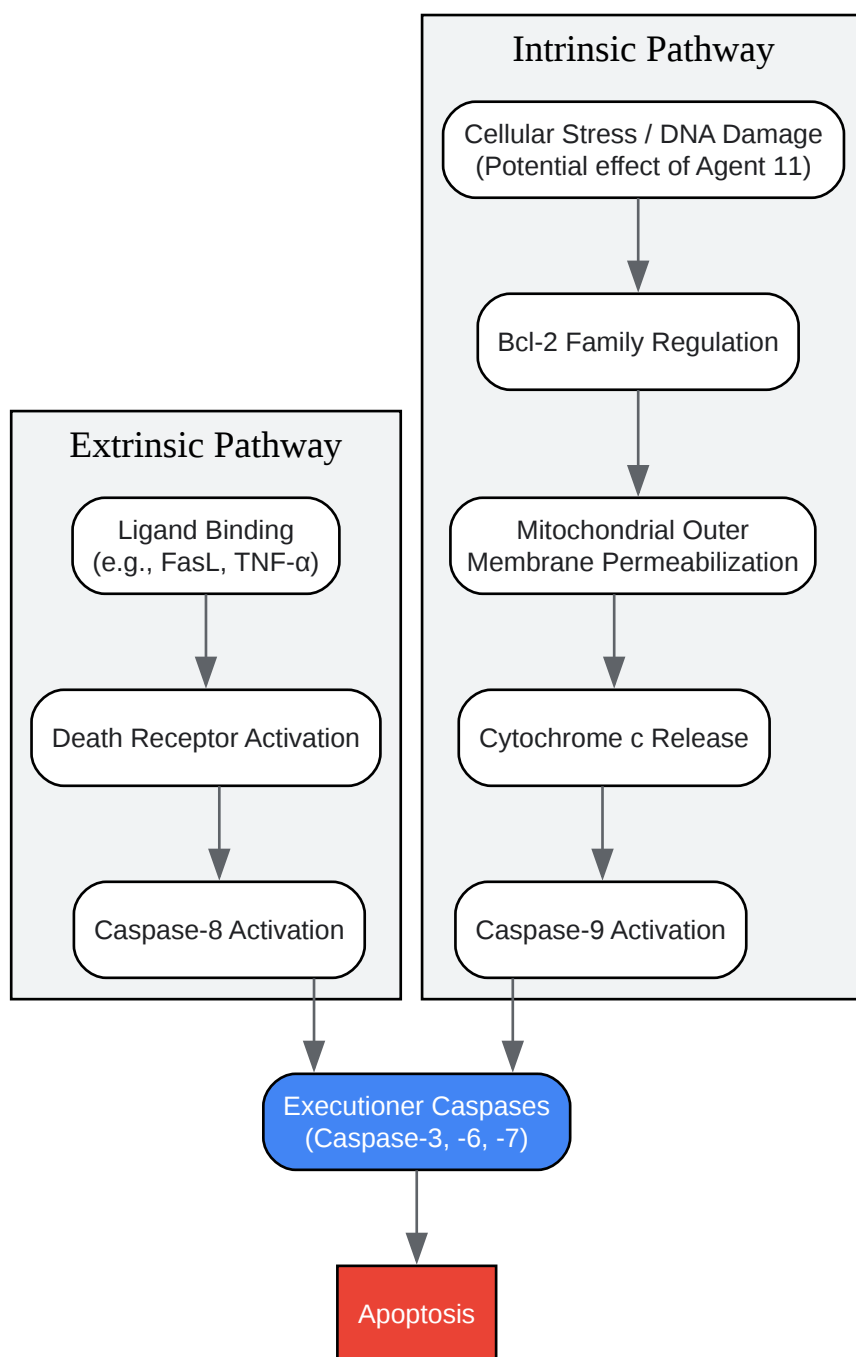 Intrinsic Pathway
Cellular Stress / DNA Damage
(Potential effect of Agent 11)
Bcl-2 Family Regulation
Mitochondrial Outer
Membrane Permeabilization
Cytochrome c Release
Caspase-9 Activation
Extrinsic Pathway
Ligand Binding
(e.g., FasL, TNF-α)
Death Receptor Activation
Caspase-8 Activation
Executioner Caspases
(Caspase-3, -6, -7)
Apoptosis